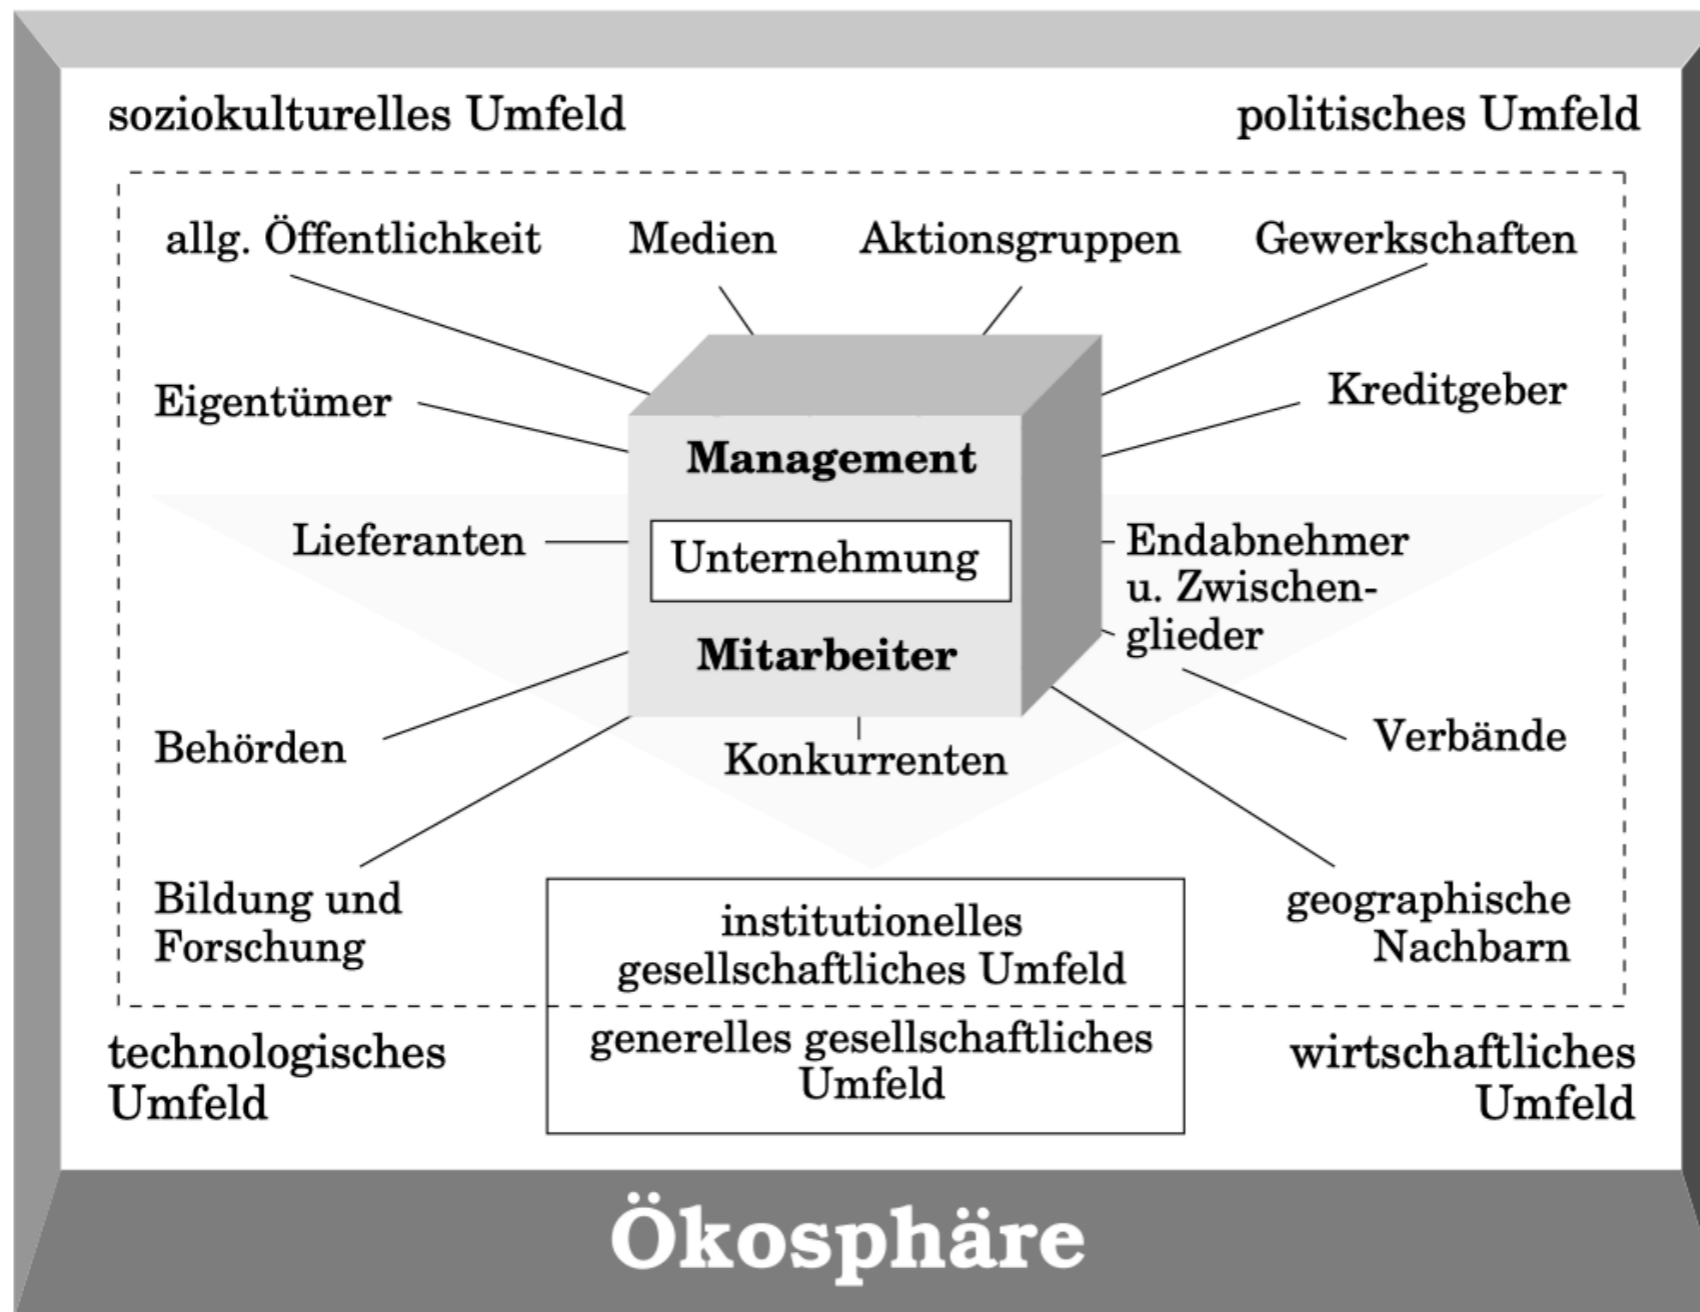 soziokulturelles Umfeld
politisches Umfeld
allg. Öffentlichkeit
Medien
Aktionsgruppen
Gewerkschaften
Eigentümer
Kreditgeber
Management
Lieferanten
Unternehmung
Endabnehmer
u. Zwischen-
glieder
Mitarbeiter
Behörden
Konkurrenten
Verbände
Bildung und
Forschung
institutionelles
gesellschaftliches Umfeld
geographische
Nachbarn
technologisches
Umfeld
generelles gesellschaftliches
Umfeld
wirtschaftliches
Umfeld
Ökosphäre